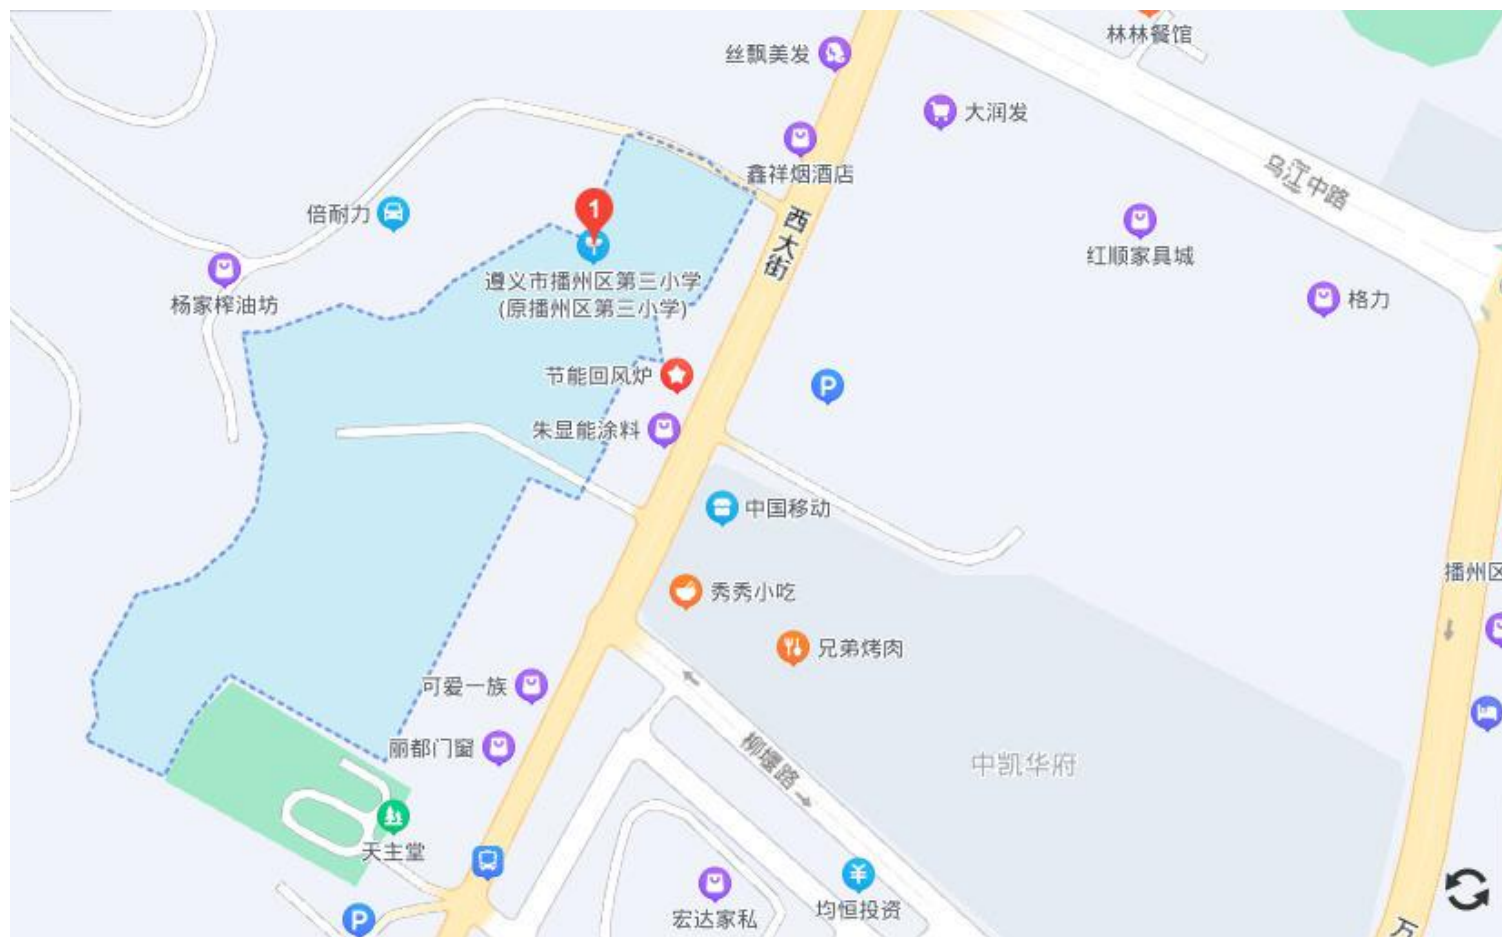 林林餐馆
丝飘美发
大润发
鑫祥烟酒店
乌江中路
倍耐力
1
西大街
红顺家具城
遵义市播州区第三小学
(原播州区第三小学)
杨家榨油坊
格力
节能回风炉
P
朱显能涂料
中国移动
播州区
秀秀小吃
兄弟烤肉
可爱一族
丽都门窗
柳堰路
中凯华府
天主堂
宏达家私
均恒投资
P
万